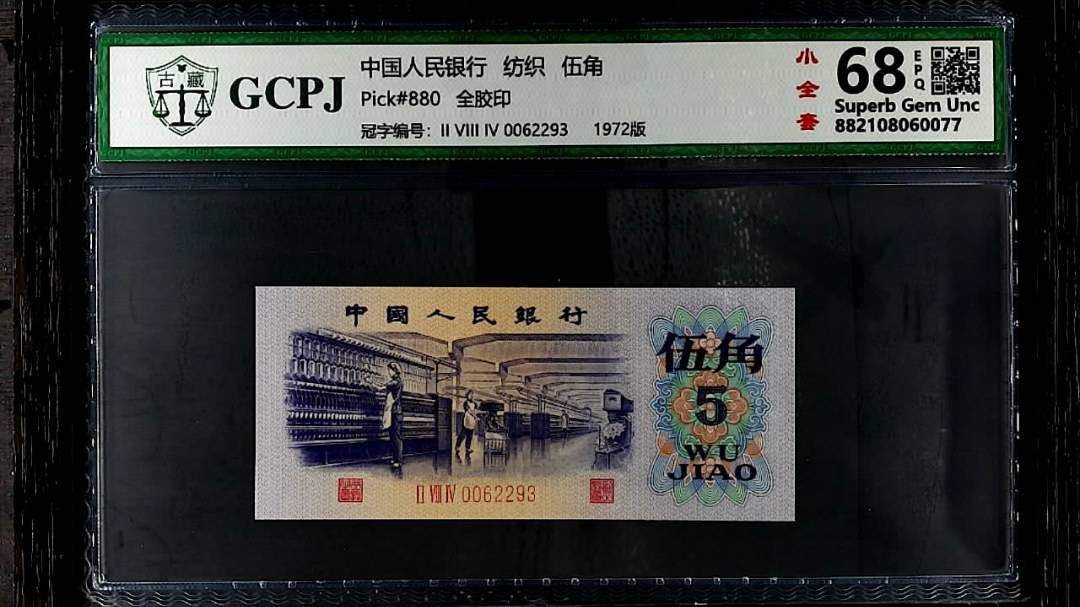 古藏
GCPJ
中国人民银行 纺织 伍角
Pick#880 全胶印
冠字编号: II VIII IV 0062293 1972版
小全套
68
EPQ
Superb Gem Unc
882108060077
中國人民銀行
伍角
5
WU
JIAO
II VIII IV 0062293